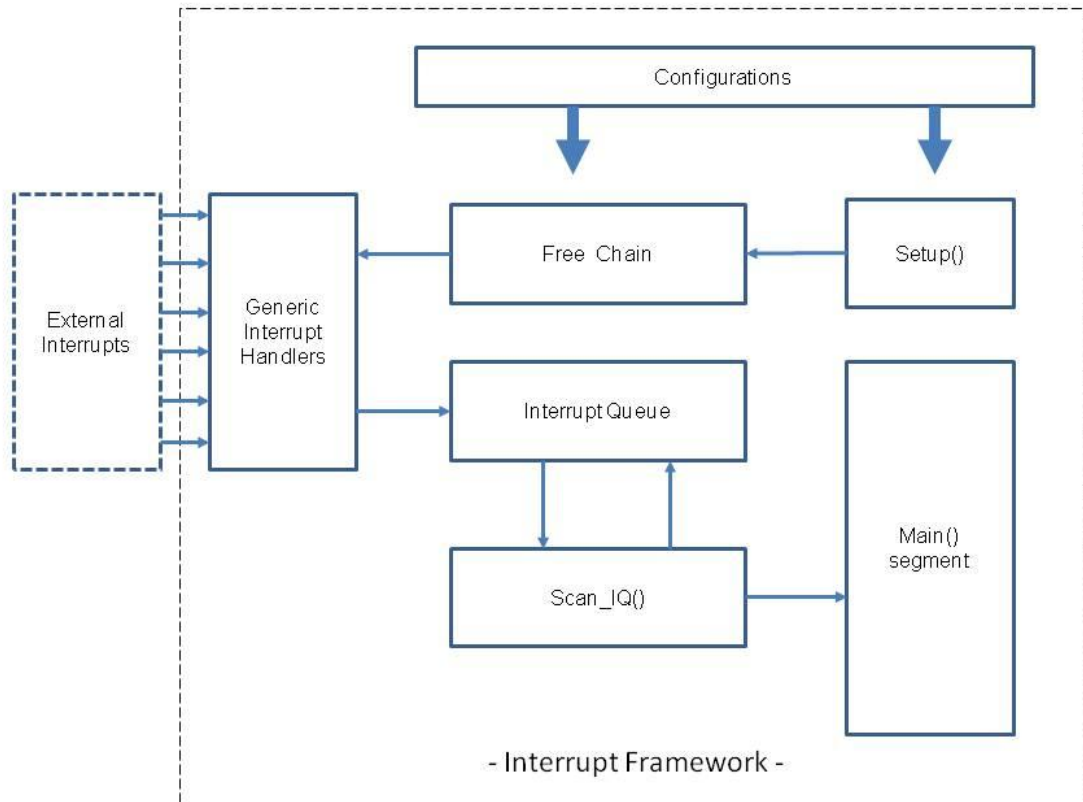 Configurations
External
Interrupts
Generic
Interrupt
Handlers
Free Chain
Setup()
Interrupt Queue
Scan_IQ()
Main()
segment
- Interrupt Framework -